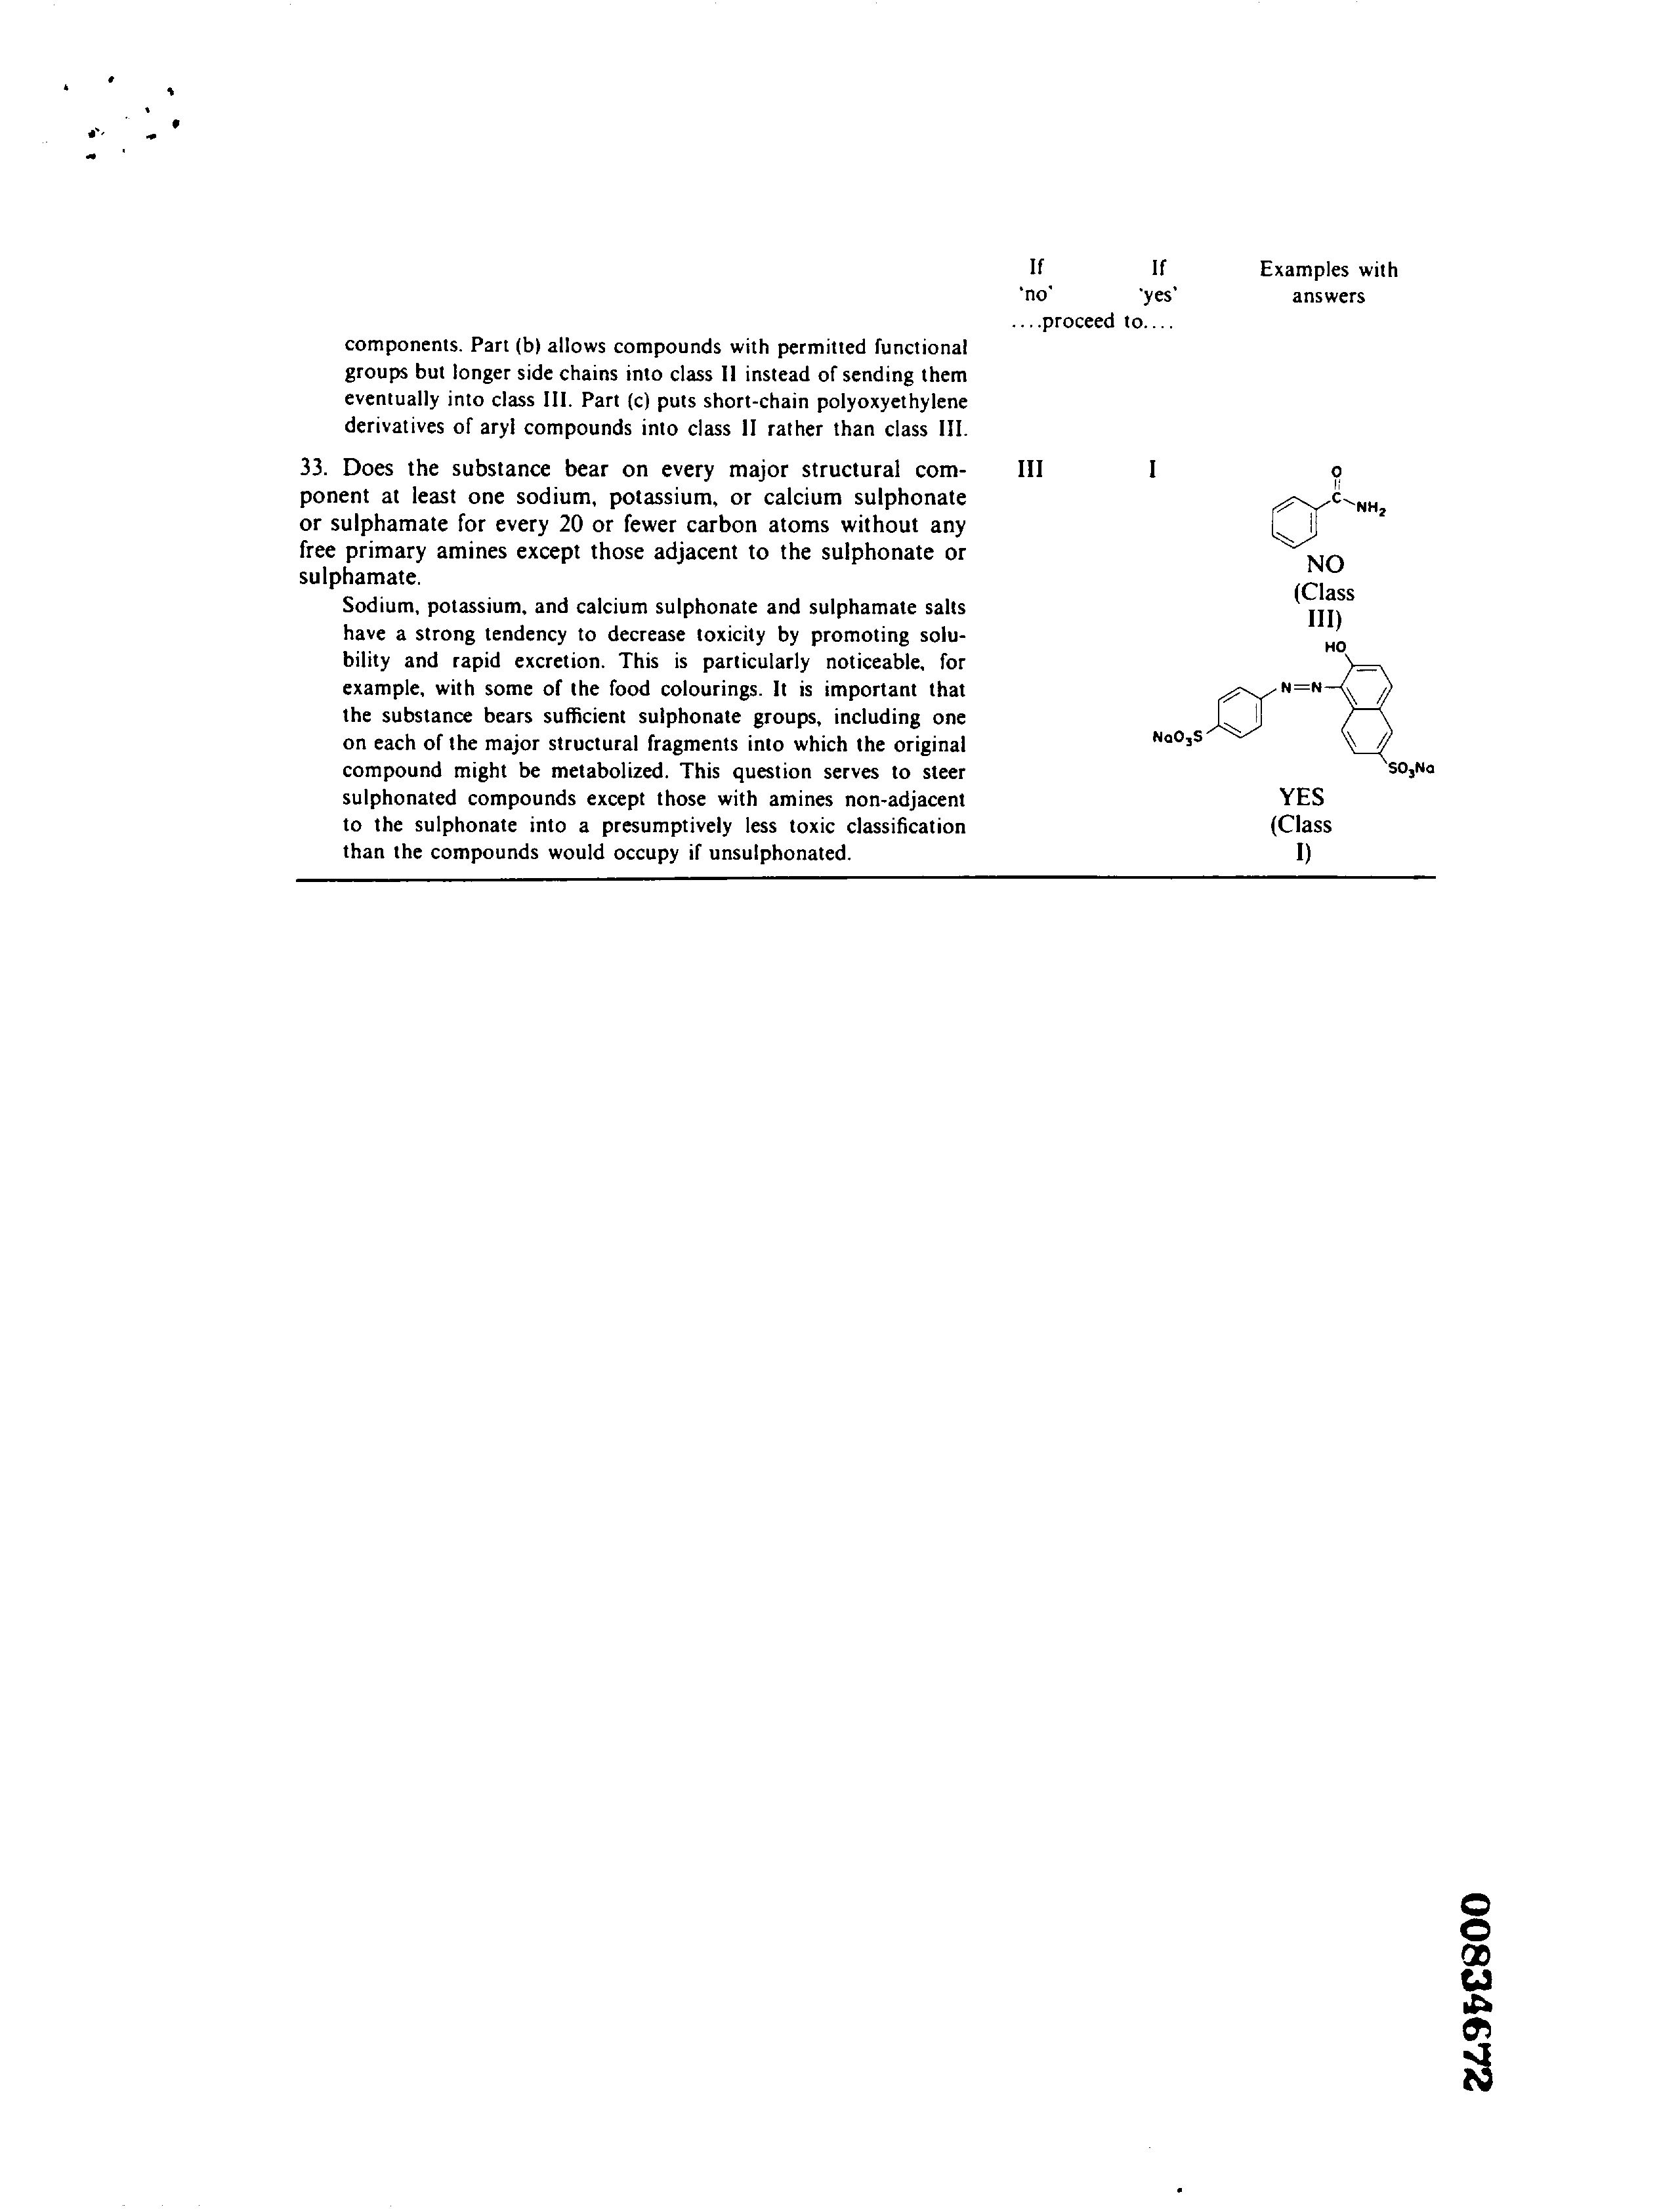 If If Examples with
'no' 'yes' answers
....proceed to....
components. Part (b) allows compounds with permitted functional
groups but longer side chains into class II instead of sending them
eventually into class III. Part (c) puts short-chain polyoxyethylene
derivatives of aryl compounds into class II rather than class III.
33. Does the substance bear on every major structural com- III I
ponent at least one sodium, potassium, or calcium sulphonate
or sulphamate for every 20 or fewer carbon atoms without any
free primary amines except those adjacent to the sulphonate or
sulphamate.
Sodium, potassium, and calcium sulphonate and sulphamate salts
have a strong tendency to decrease toxicity by promoting solu-
bility and rapid excretion. This is particularly noticeable, for
example, with some of the food colourings. It is important that
the substance bears sufficient sulphonate groups, including one
on each of the major structural fragments into which the original
compound might be metabolized. This question serves to steer
sulphonated compounds except those with amines non-adjacent
to the sulphonate into a presumptively less toxic classification
than the compounds would occupy if unsulphonated.
O
C
NH2
NO
(Class
III)
HO
N=N
NaO3S
SO3Na
YES
(Class
I)
00834672